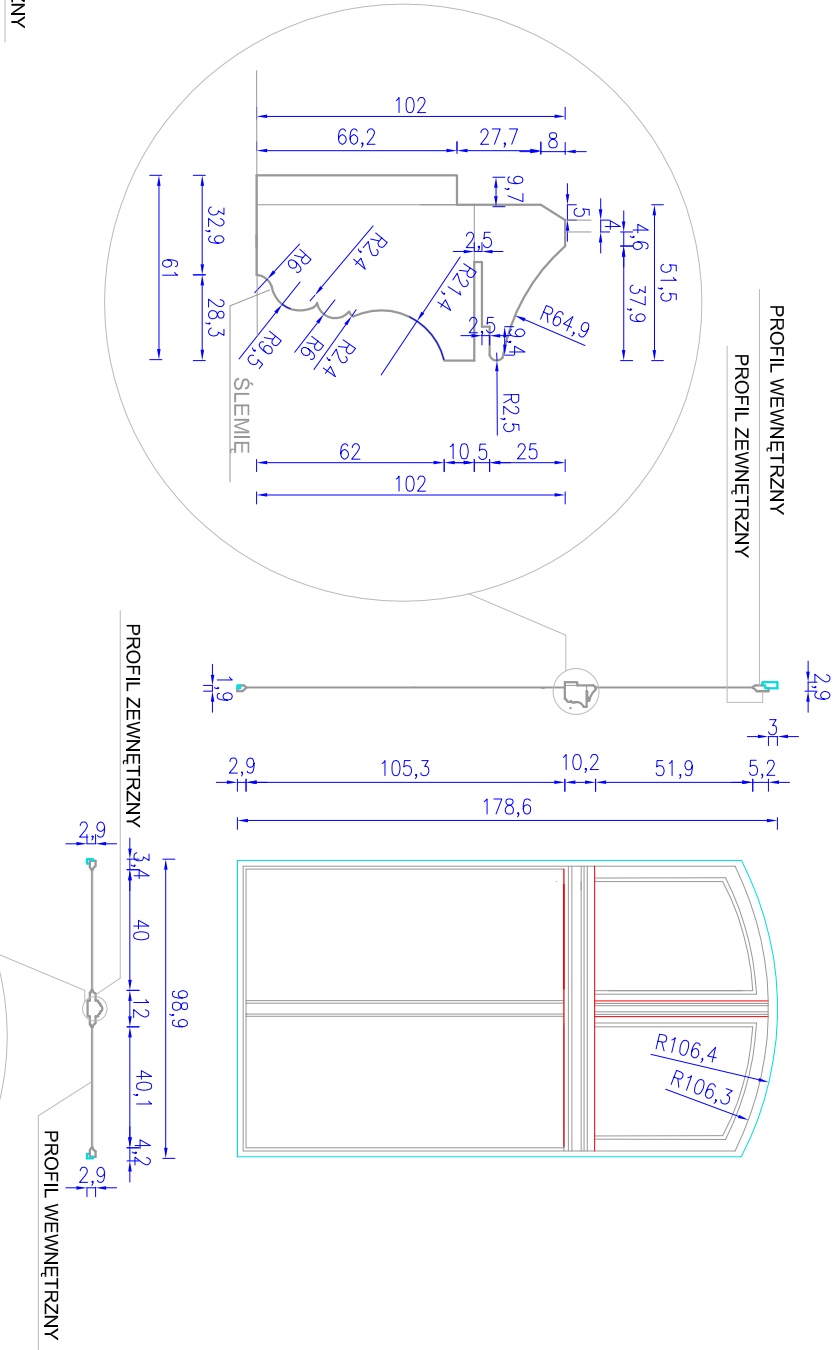 ZNY
102
66,2
27,7
8
9,7
5
4
4,6
51,5
37,9
32,9
61
28,3
R6
R9,5
R2,4
R6
R2,4
R21,4
2,5
2,5
9,4
R64,9
R2,5
ŚLEMIĘ
62
10,5
25
102
PROFIL WEWNĘTRZNY
PROFIL ZEWNĘTRZNY
2,9
3
1,9
2,9
105,3
10,2
51,9
5,2
178,6
PROFIL ZEWNĘTRZNY
2,9
3,4
40
12
40,1
4,2
98,9
2,9
R106,4
R106,3
PROFIL WEWNĘTRZNY